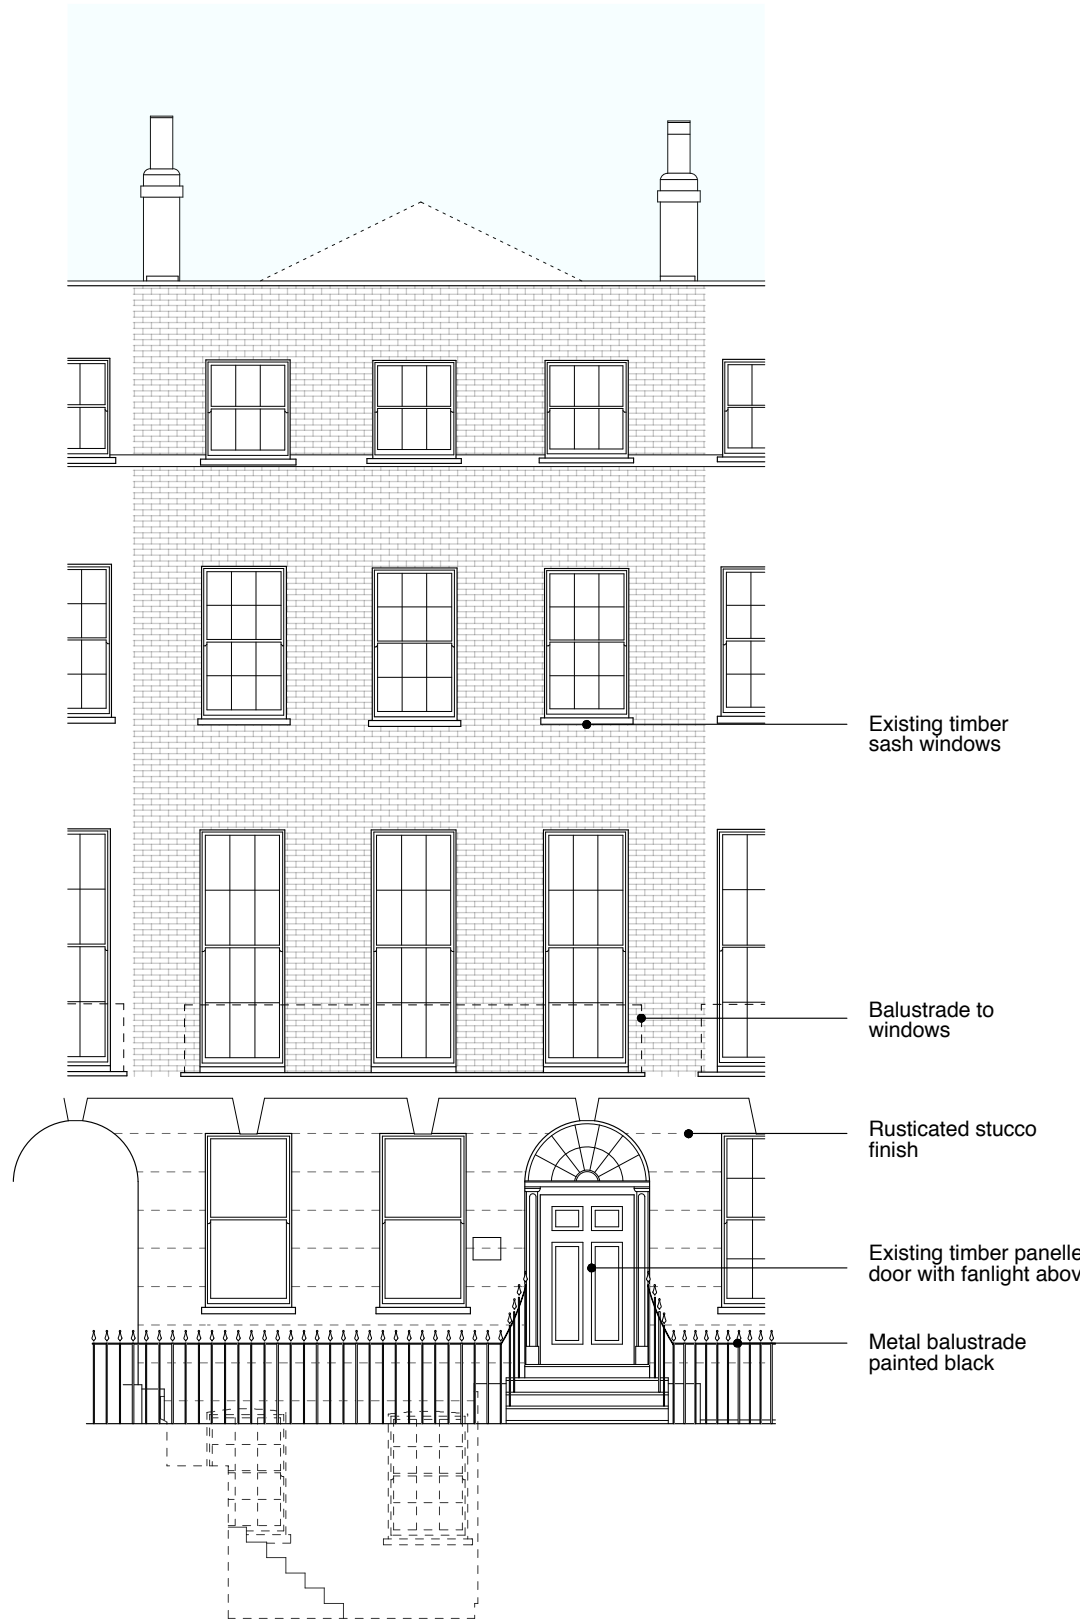 Existing timber
sash windows
Balustrade to
windows
Rusticated stucco
finish
Existing timber panelle
door with fanlight abov
Metal balustrade
painted black